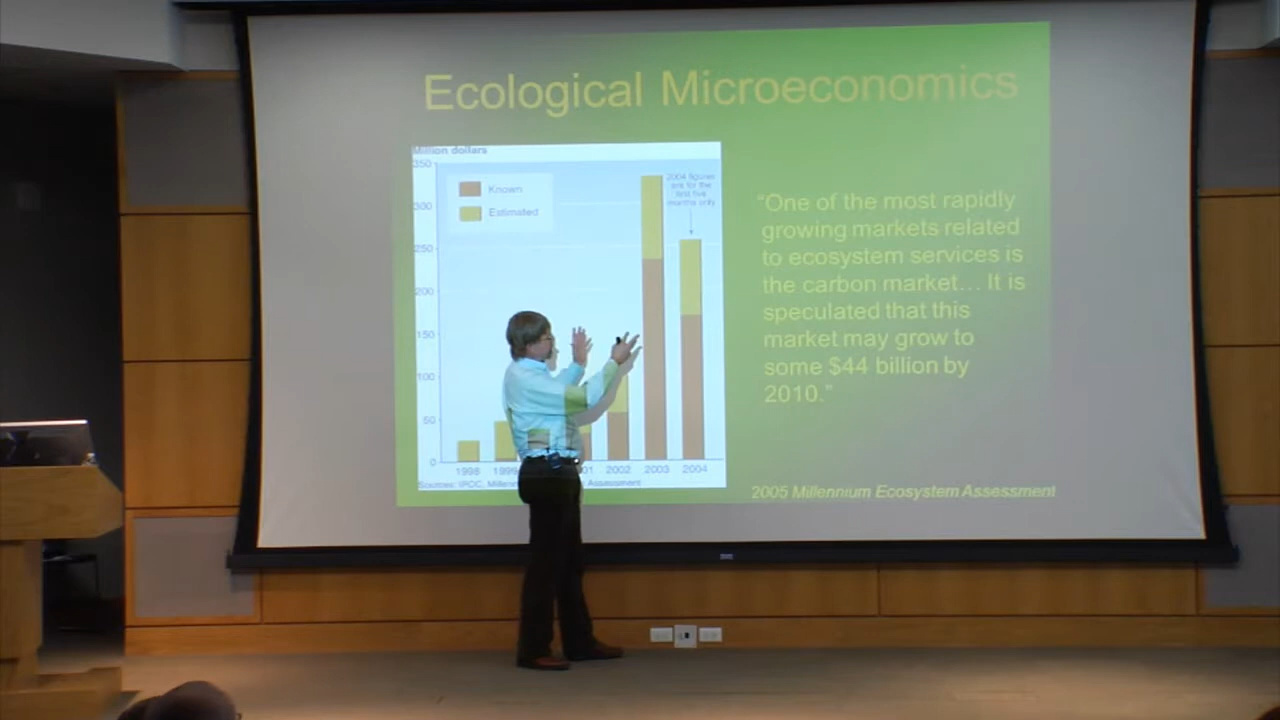 Ecological Microeconomics
Million dollars
350
300
250
200
150
100
50
0
Known
Estimated
2004 figures
are for the
first five
months only
1998
1999
01
2002
2003
2004
Sources: IPCC, Millen
Assessment
"One of the most rapidly
growing markets related
to ecosystem services is
the carbon market… It is
speculated that this
market may grow to
some $44 billion by
2010."
2005 Millennium Ecosystem Assessment